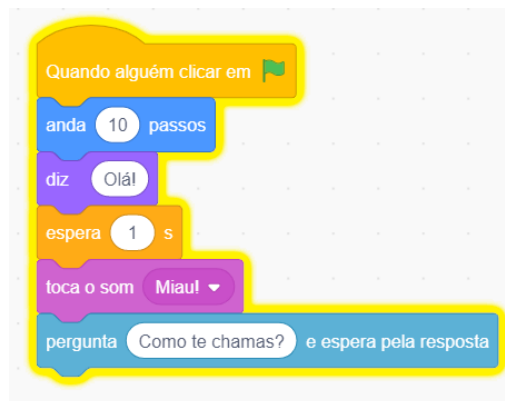 Quando alguém clicar em
anda 10 passos
diz Olá!
espera 1 s
toca o som Miau!
pergunta Como te chamas? e espera pela resposta